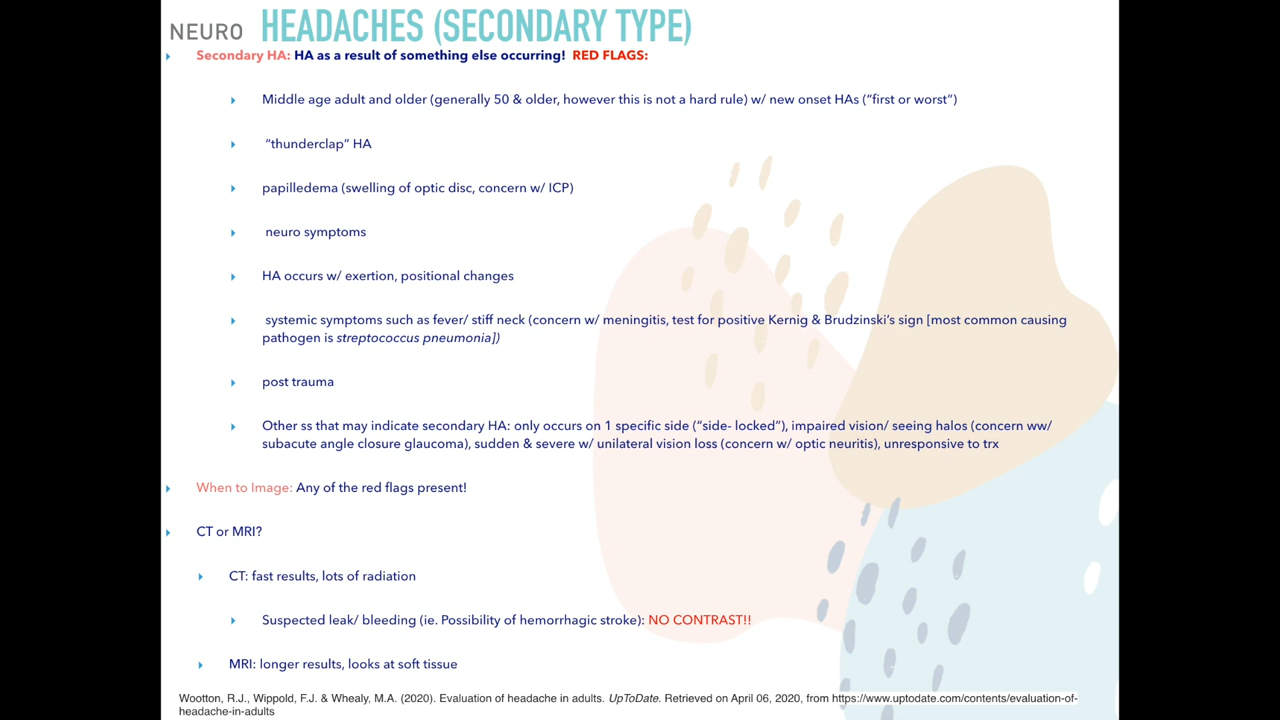 NEURO HEADACHES (SECONDARY TYPE)
Secondary HA: HA as a result of something else occurring! RED FLAGS:
Middle age adult and older (generally 50 & older, however this is not a hard rule) w/ new onset HAs (“first or worst”)
“thunderclap” HA
papilledema (swelling of optic disc, concern w/ ICP)
neuro symptoms
HA occurs w/ exertion, positional changes
systemic symptoms such as fever/ stiff neck (concern w/ meningitis, test for positive Kernig & Brudzinski’s sign [most common causing
pathogen is streptococcus pneumonia])
post trauma
Other ss that may indicate secondary HA: only occurs on 1 specific side (“side- locked”), impaired vision/ seeing halos (concern ww/
subacute angle closure glaucoma), sudden & severe w/ unilateral vision loss (concern w/ optic neuritis), unresponsive to trx
When to Image: Any of the red flags present!
CT or MRI?
CT: fast results, lots of radiation
Suspected leak/ bleeding (ie. Possibility of hemorrhagic stroke): NO CONTRAST!!
MRI: longer results, looks at soft tissue
Wootton, R.J., Wippold, F.J. & Whealy, M.A. (2020). Evaluation of headache in adults. UpToDate. Retrieved on April 06, 2020, from https://www.uptodate.com/contents/evaluation-of-
headache-in-adults